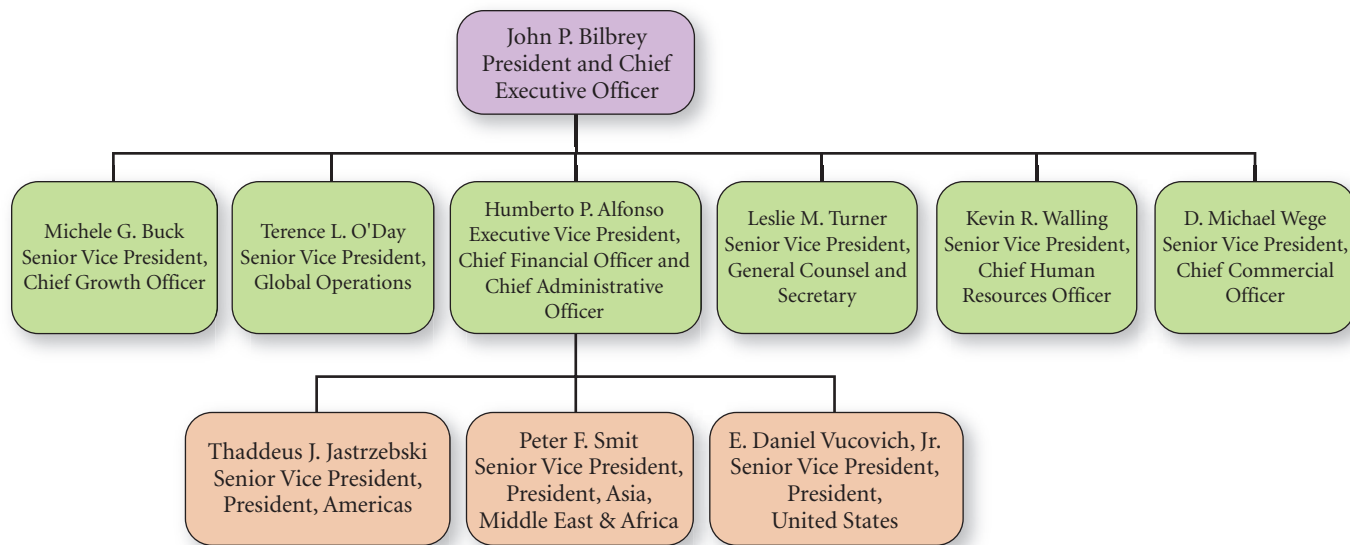 John P. Bilbrey
President and Chief
Executive Officer
Michele G. Buck
Senior Vice President,
Chief Growth Officer
Terence L. O'Day
Senior Vice President,
Global Operations
Humberto P. Alfonso
Executive Vice President,
Chief Financial Officer and
Chief Administrative
Officer
Leslie M. Turner
Senior Vice President,
General Counsel and
Secretary
Kevin R. Walling
Senior Vice President,
Chief Human
Resources Officer
D. Michael Wege
Senior Vice President,
Chief Commercial
Officer
Thaddeus J. Jastrzebski
Senior Vice President,
President, Americas
Peter F. Smit
Senior Vice President,
President, Asia,
Middle East & Africa
E. Daniel Vucovich, Jr.
Senior Vice President,
President,
United States